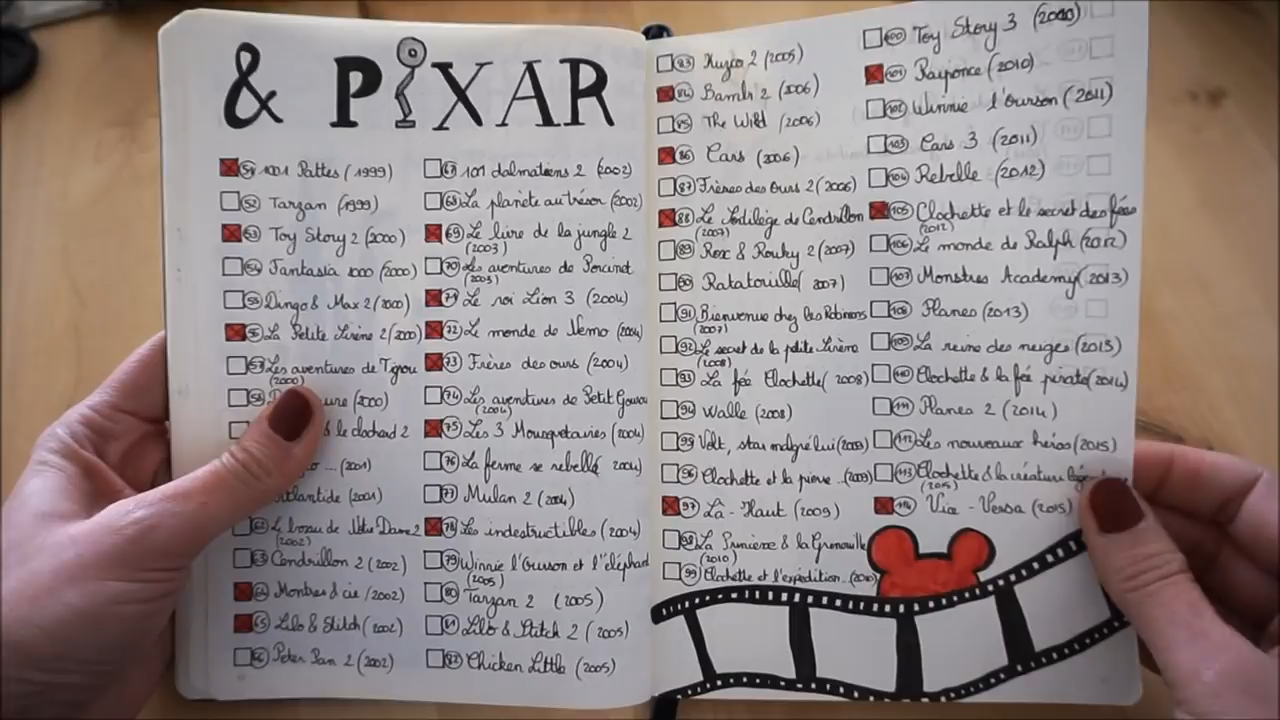 & PIXAR
51 1001 Pattes (1999)
52 Tarzan (1999)
53 Toy Story 2 (2000)
54 Fantasia 2000 (2000)
55 Dingo & Max 2 (2000)
56 La Petite Sirène 2 (2000)
57 Les aventures de Tigrou
(2000)
58 (2000)
& le clochard 2
... (2001)
Atlantide (2001)
62 Le bossu de Notre Dame 2
(2002)
63 Cendrillon 2 (2002)
64 Montres & cie (2002)
65 Lilo & Stitch (2002)
66 Peter Pan 2 (2002)
67 101 dalmatiens 2 (2002)
68 La planète au trésor (2002)
69 Le livre de la jungle 2
(2003)
70 Les aventures de Porcinet
(2003)
71 Le roi Lion 3 (2004)
72 Le monde de Nemo (2004)
73 Frères des ours (2004)
74 Les aventures de Petit Gourou
(2004)
75 Les 3 Mousquetaires (2004)
76 La ferme se rebelle 2004)
77 Mulan 2 (2004)
78 Les indestructibles (2004)
79 Winnie l'Ourson et l'éléphant
(2005)
80 Tarzan 2 (2005)
81 Lilo & Stitch 2 (2005)
82 Chicken Little (2005)
83 Kuzco 2 (2005)
84 Bambi 2 (2006)
85 The Wild (2006)
86 Cars (2006)
87 Frères des Ours 2 (2006)
88 Le Sortilège de Cendrillon
(2007)
89 Rox & Rouky 2 (2007)
90 Ratatouille( 2007)
91 Bienvenue chez les Robinsons
(2007)
92 Le secret de la petite Sirène
(2008)
93 La fée Clochette( 2008)
94 Walle (2008)
95 Volt, star malgré lui (2009)
96 Clochette et la pierre ... (2009)
97 Là-Haut (2009)
98 La Princesse & la Grenouille
(2010)
99 Clochette et l'expédition... (2010)
100 Toy Story 3 (2010)
101 Raiponce (2010)
102 Winnie l'Ourson (2011)
103 Cars 3 (2011)
104 Rebelle (2012)
105 Clochette et le secret des fées
(2012)
106 Le monde de Ralph (2012)
107 Monstres Academy (2013)
108 Planes (2013)
109 La reine des neiges (2013)
110 Clochette & la fée pirate (2014)
111 Planes 2 (2014)
112 Les nouveaux héros (2015)
113 Clochette & la créature
(2015)
114 Vice-Versa (2015)